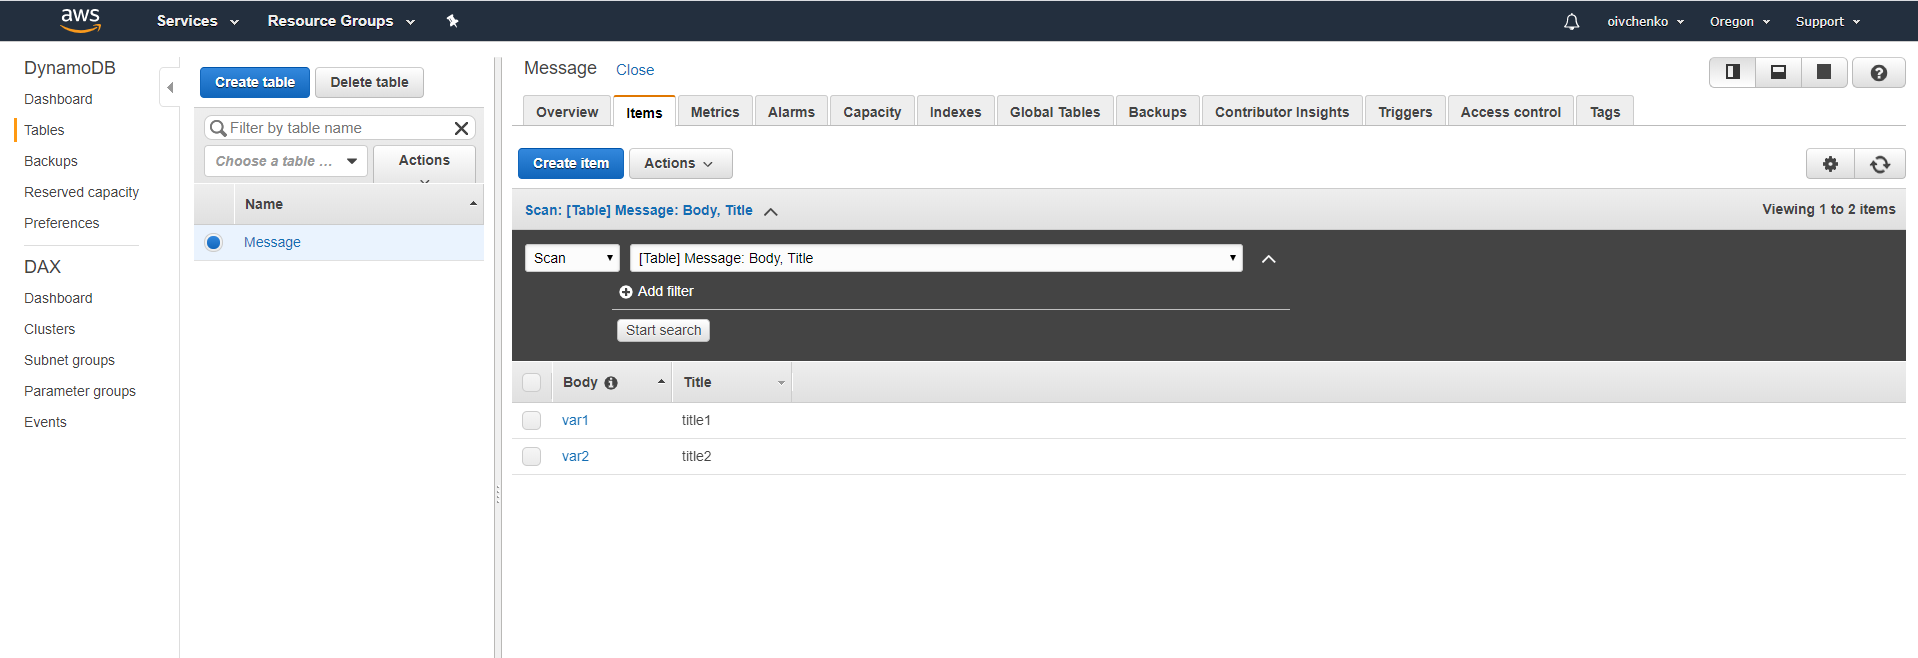 aws Services Resource Groups oivchenko Oregon Support
DynamoDB
Dashboard
Tables
Backups
Reserved capacity
Preferences
DAX
Dashboard
Clusters
Subnet groups
Parameter groups
Events
Create table Delete table
Filter by table name
Choose a table ... Actions
Name
Message
Message Close
Overview Items Metrics Alarms Capacity Indexes Global Tables Backups Contributor Insights Triggers Access control Tags
Create item Actions
Scan: [Table] Message: Body, Title Viewing 1 to 2 items
Scan [Table] Message: Body, Title
Add filter
Start search
Body Title
var1 title1
var2 title2